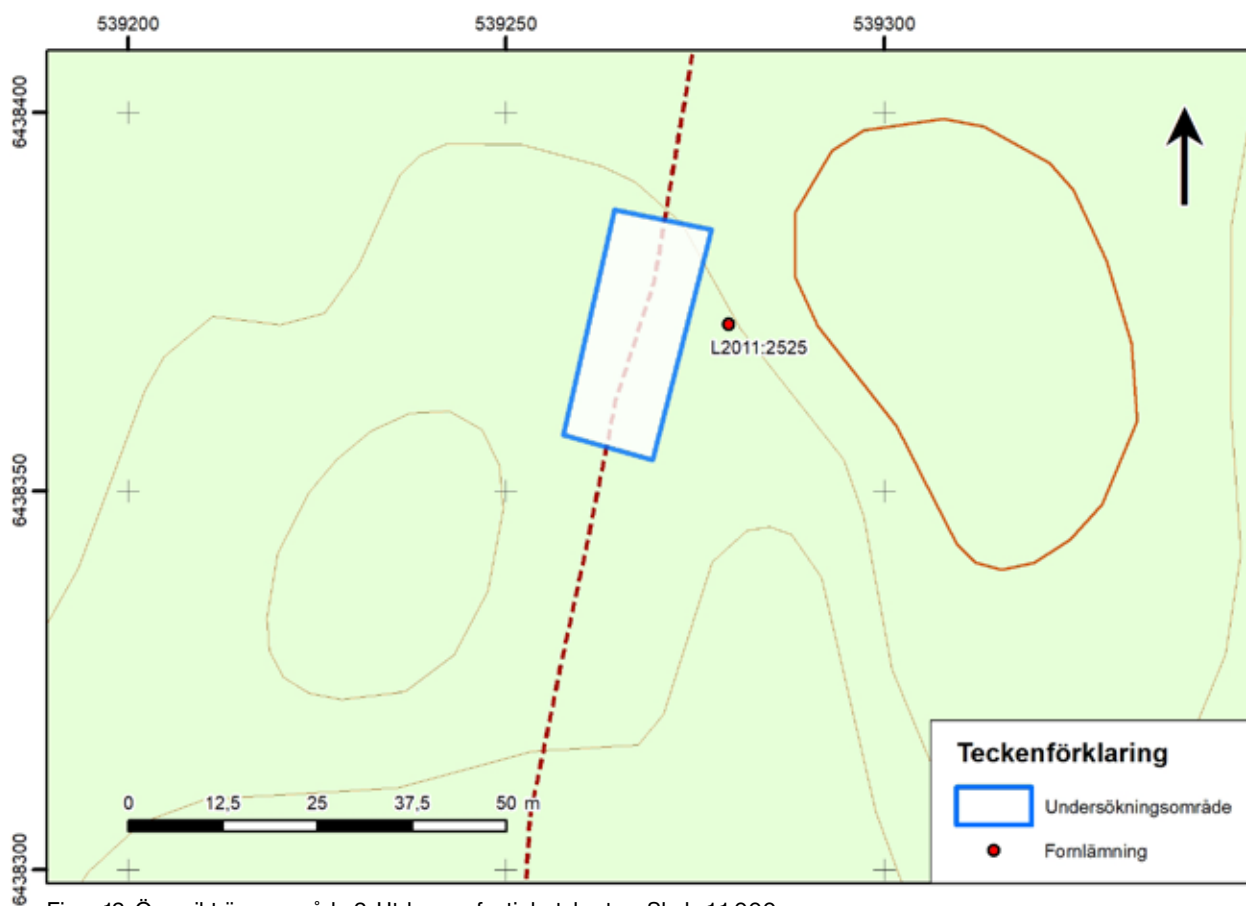 539200 539250 539300
6438400
L2011:2525
6438350
Teckenförklaring
0 12,5 25 37,5 50 m
Undersökningsområde
Fornlämning
6438300